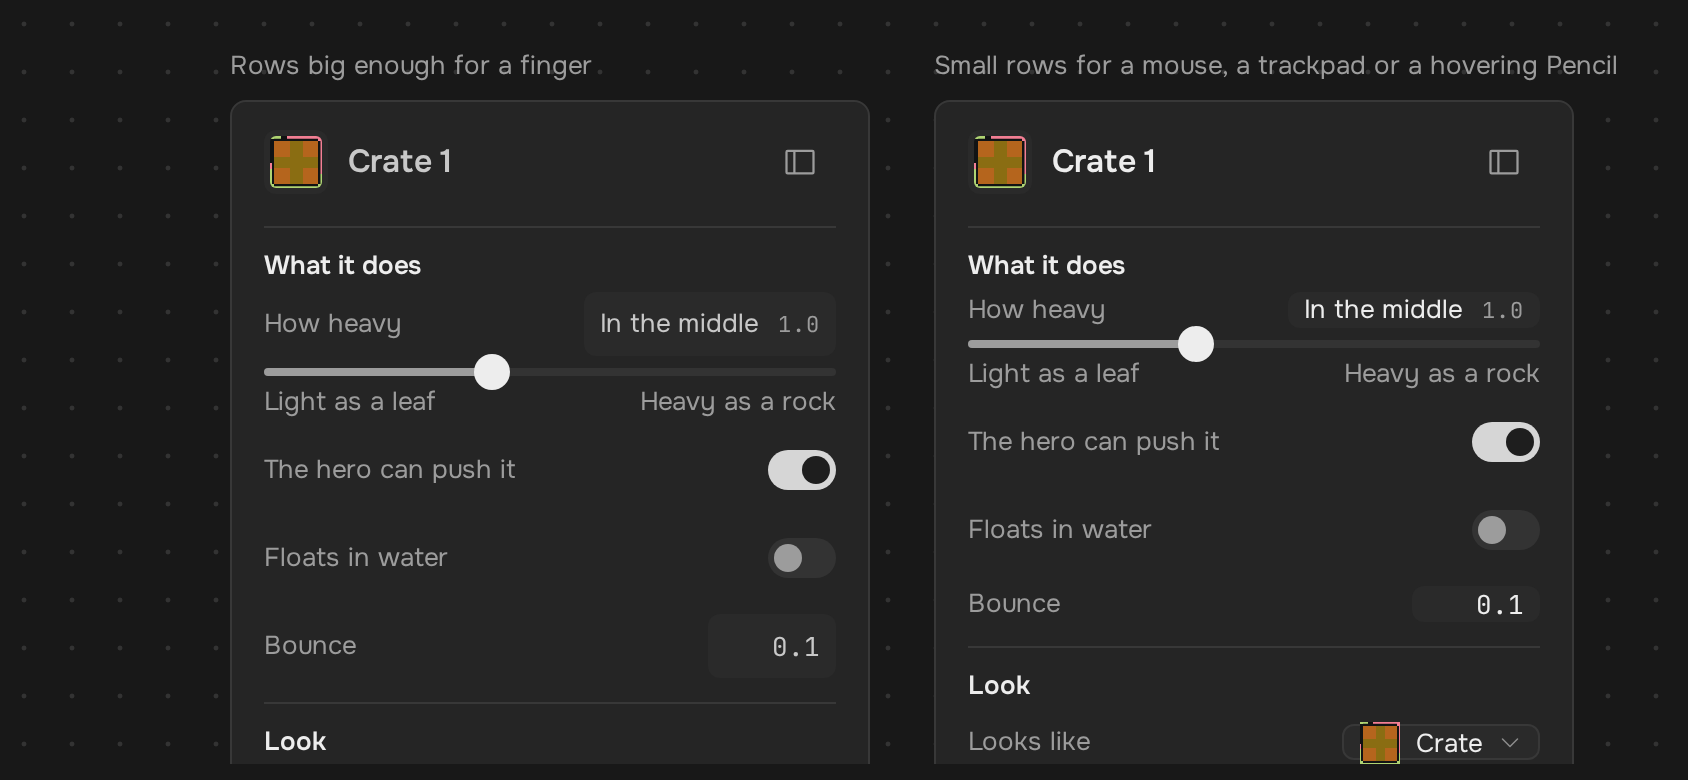 Rows big enough for a finger
Crate 1
What it does
How heavy
In the middle 1.0
Light as a leaf
Heavy as a rock
The hero can push it
Floats in water
Bounce
0.1
Look
Small rows for a mouse, a trackpad or a hovering Pencil
Crate 1
What it does
How heavy
In the middle 1.0
Light as a leaf
Heavy as a rock
The hero can push it
Floats in water
Bounce
0.1
Look
Looks like
Crate